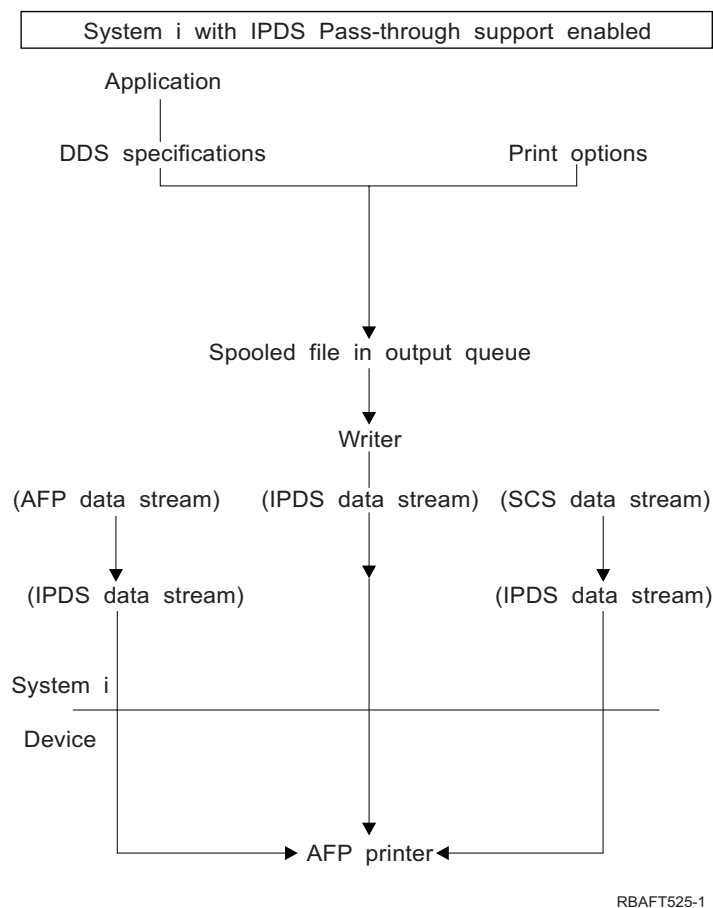 System i with IPDS Pass-through support enabled
Application
DDS specifications
Print options
Spooled file in output queue
Writer
(AFP data stream)
(IPDS data stream)
(SCS data stream)
(IPDS data stream)
(IPDS data stream)
System i
Device
AFP printer
RBAFT525-1